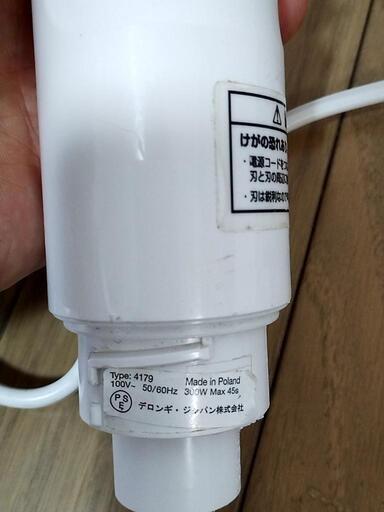 けがの恐れあ
・電源コードを
刃と刃の周辺
・刃は鋭利なので
Type: 4179 Made in Poland
100V~ 50/60Hz 300W Max 45s
PSE デロンギ・ジャパン株式会社